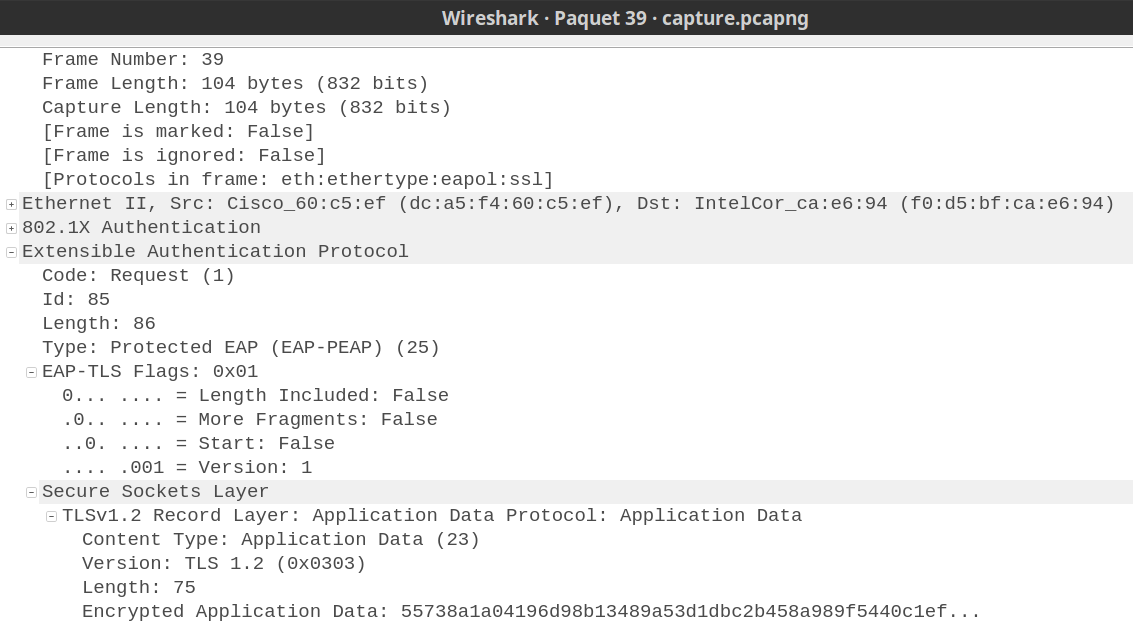 Wireshark · Paquet 39 · capture.pcapng
Frame Number: 39
Frame Length: 104 bytes (832 bits)
Capture Length: 104 bytes (832 bits)
[Frame is marked: False]
[Frame is ignored: False]
[Protocols in frame: eth:ethertype:eapol:ssl]
Ethernet II, Src: Cisco_60:c5:ef (dc:a5:f4:60:c5:ef), Dst: IntelCor_ca:e6:94 (f0:d5:bf:ca:e6:94)
802.1X Authentication
Extensible Authentication Protocol
Code: Request (1)
Id: 85
Length: 86
Type: Protected EAP (EAP-PEAP) (25)
EAP-TLS Flags: 0x01
0... .... = Length Included: False
.0.. .... = More Fragments: False
..0. .... = Start: False
.... .001 = Version: 1
Secure Sockets Layer
TLSv1.2 Record Layer: Application Data Protocol: Application Data
Content Type: Application Data (23)
Version: TLS 1.2 (0x0303)
Length: 75
Encrypted Application Data: 55738a1a04196d98b13489a53d1dbc2b458a989f5440c1ef...